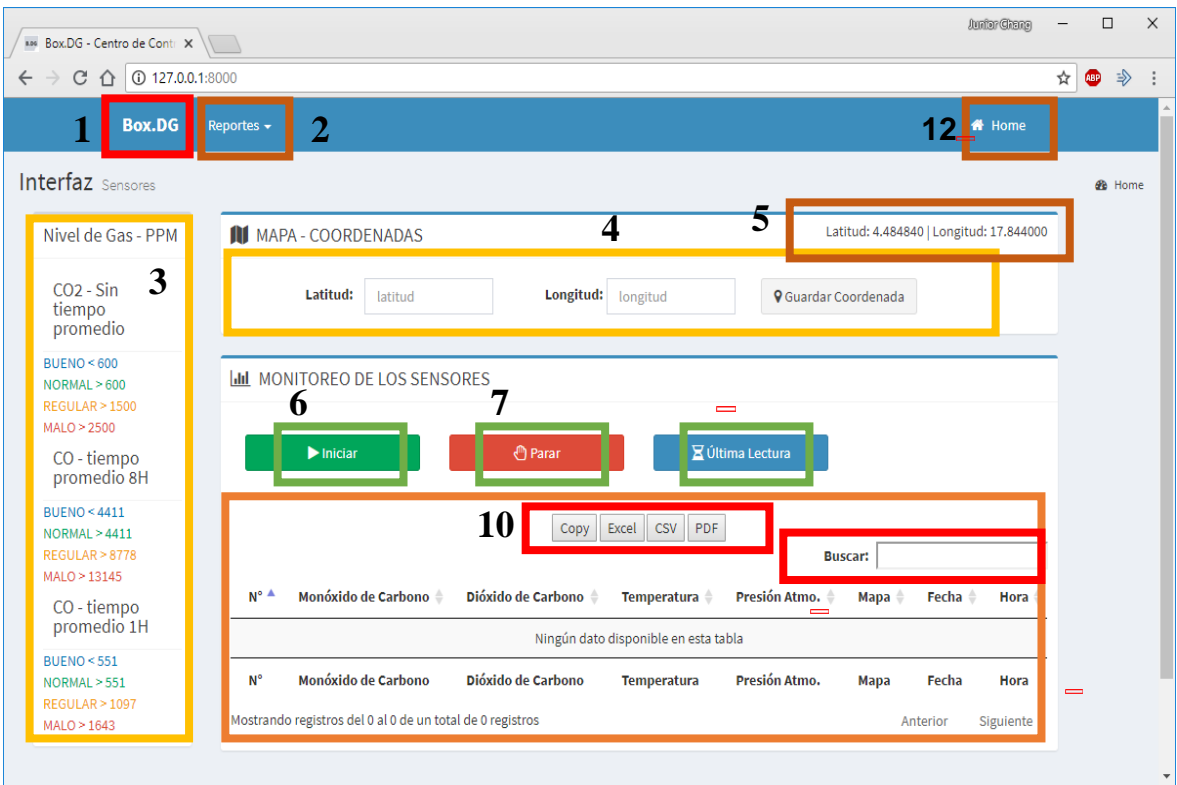 Junior Chang
Box.DG - Centro de Cont
127.0.0.1:8000
ABP
1 Box.DG Reportes 2 12 Home
Interfaz Sensores Home
Nivel de Gas - PPM
3
CO2 - Sin
tiempo
promedio
BUENO < 600
NORMAL > 600
REGULAR > 1500
MALO > 2500
CO - tiempo
promedio 8H
BUENO < 4411
NORMAL > 4411
REGULAR > 8778
MALO > 13145
CO - tiempo
promedio 1H
BUENO < 551
NORMAL > 551
REGULAR > 1097
MALO > 1643
MAPA - COORDENADAS 4 5 Latitud: 4.484840 | Longitud: 17.844000
Latitud: latitud Longitud: longitud Guardar Coordenada
MONITOREO DE LOS SENSORES
6 7
Iniciar Parar Última Lectura
10 Copy Excel CSV PDF
Buscar:
N° Monóxido de Carbono Dióxido de Carbono Temperatura Presión Atmo. Mapa Fecha Hora
Ningún dato disponible en esta tabla
N° Monóxido de Carbono Dióxido de Carbono Temperatura Presión Atmo. Mapa Fecha Hora
Mostrando registros del 0 al 0 de un total de 0 registros Anterior Siguiente